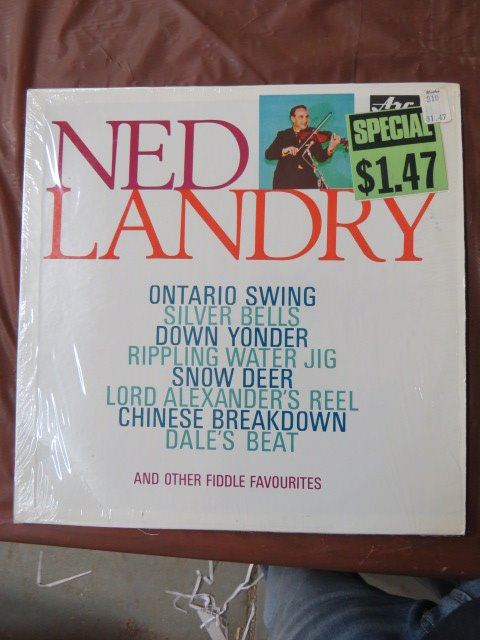 NED
LANDRY
Arc
SPECIAL
$1.47
$1.47
ONTARIO SWING
SILVER BELLS
DOWN YONDER
RIPPLING WATER JIG
SNOW DEER
LORD ALEXANDER'S REEL
CHINESE BREAKDOWN
DALE'S BEAT
AND OTHER FIDDLE FAVOURITES